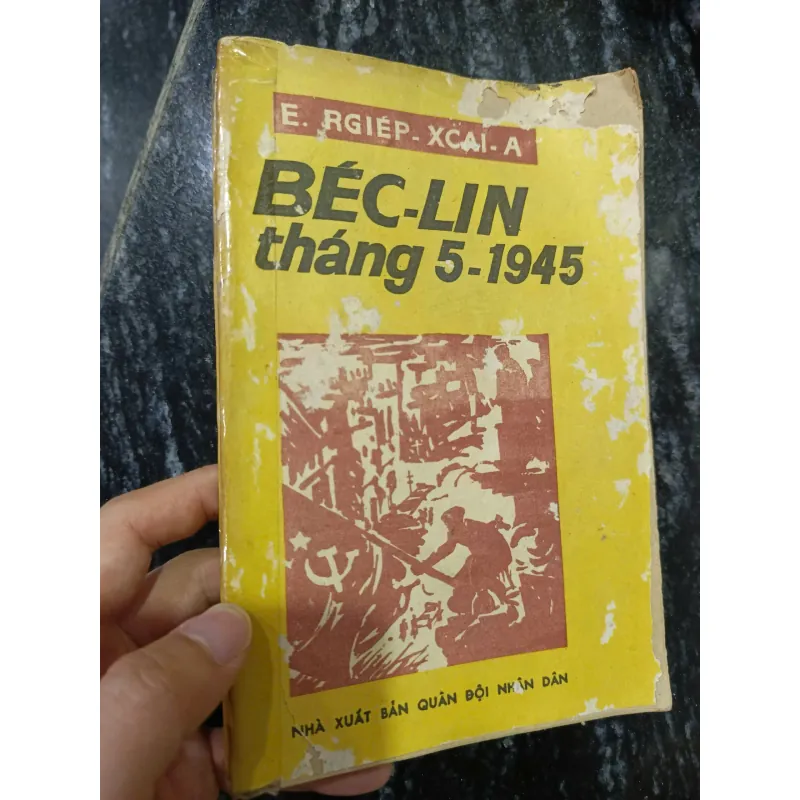 E. RGIÉP-XCAI-A
BÉC-LIN
tháng 5-1945
NHÀ XUẤT BẢN QUÂN ĐỘI NHÂN DÂN